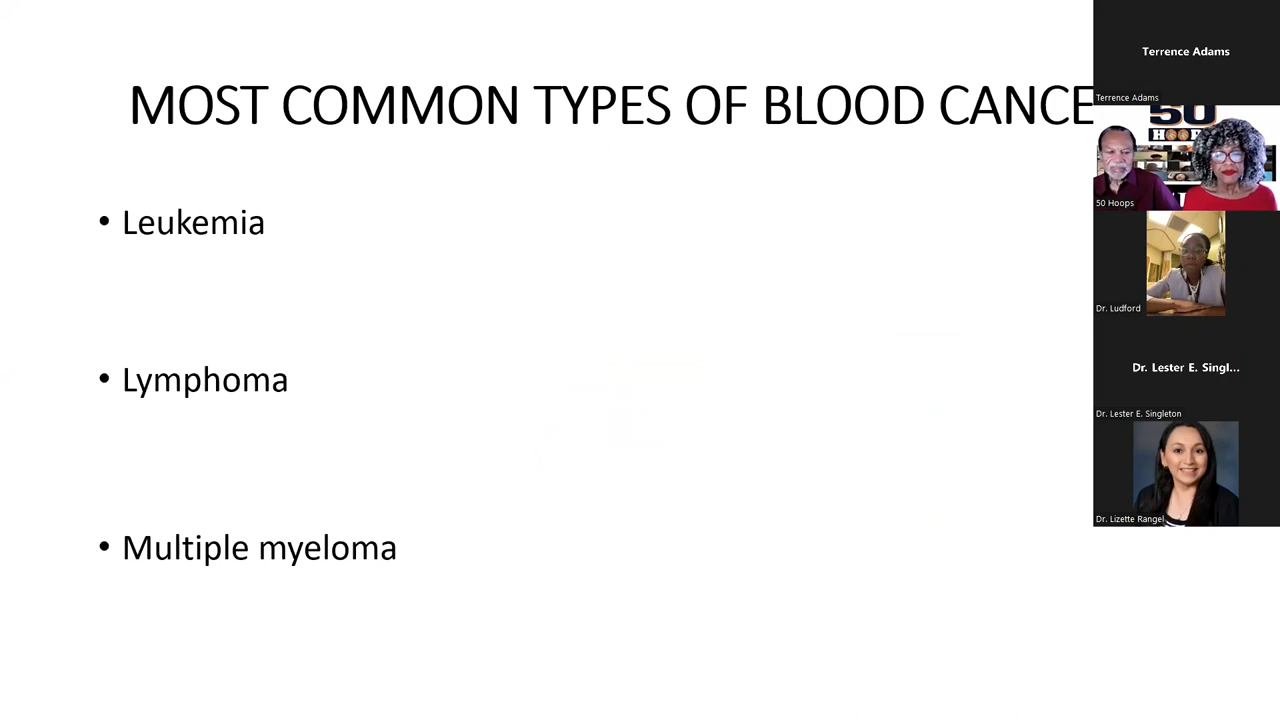 MOST COMMON TYPES OF BLOOD CANCE
• Leukemia
• Lymphoma
• Multiple myeloma
Terrence Adams
Terrence Adams
50
50 Hoops
Dr. Ludford
Dr. Lester E. Singl...
Dr. Lester E. Singleton
Dr. Lizette Rangel